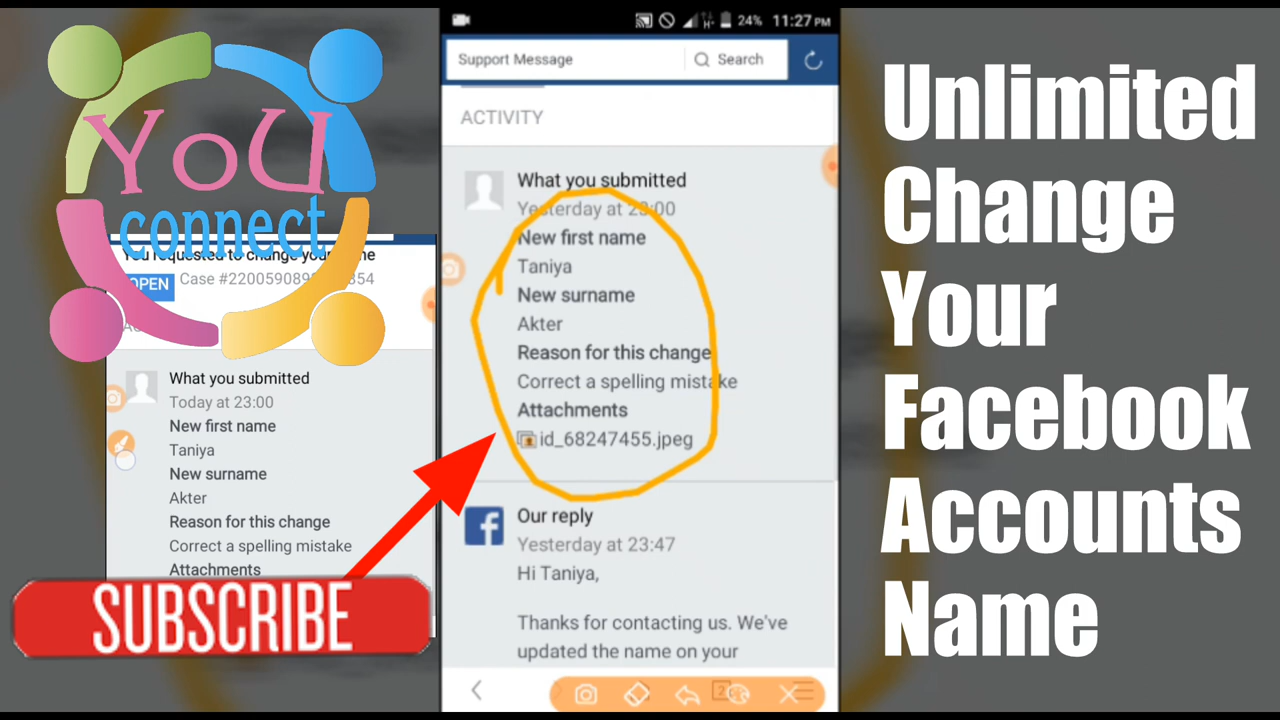 YoU
connect
You requested to change your name
OPEN
Case #220059089
354
What you submitted
Today at 23:00
New first name
Taniya
New surname
Akter
Reason for this change
Correct a spelling mistake
Attachments
SUBSCRIBE
24% 11:27 PM
Support Message
Search
ACTIVITY
What you submitted
Yesterday at 23:00
New first name
Taniya
New surname
Akter
Reason for this change
Correct a spelling mistake
Attachments
id_68247455.jpeg
Our reply
Yesterday at 23:47
Hi Taniya,
Thanks for contacting us. We've
updated the name on your
Unlimited
Change
Your
Facebook
Accounts
Name